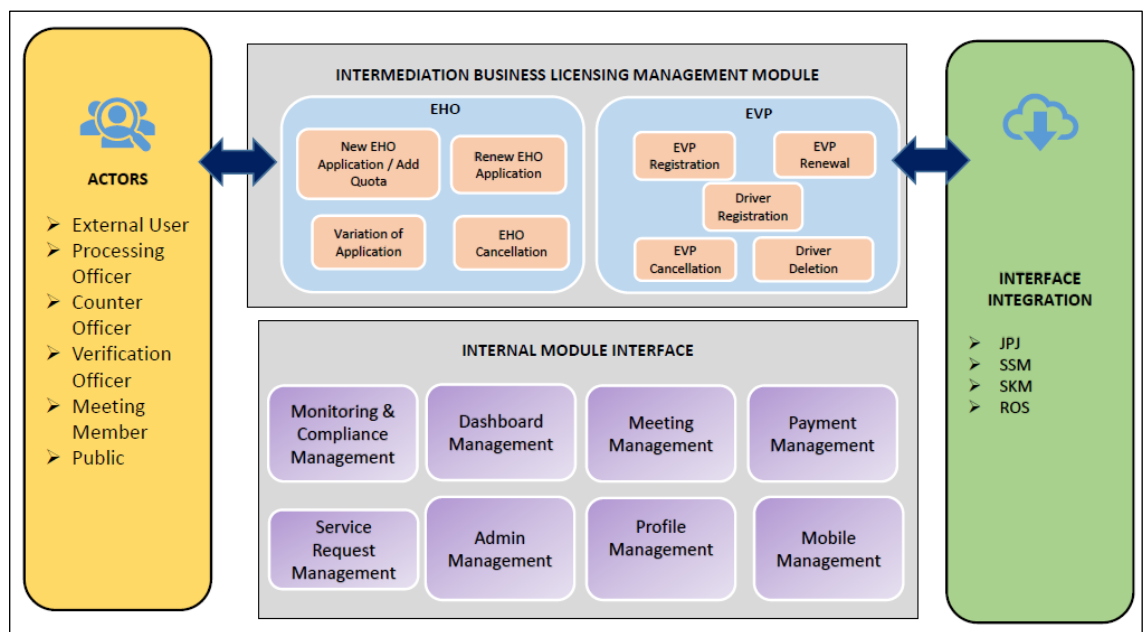 ACTORS
External User
Processing
Officer
Counter
Officer
Verification
Officer
Meeting
Member
Public
INTERMEDIATION BUSINESS LICENSING MANAGEMENT MODULE
EHO
New EHO
Application / Add
Quota
Renew EHO
Application
Variation of
Application
EHO
Cancellation
EVP
EVP
Registration
EVP
Renewal
Driver
Registration
EVP
Cancellation
Driver
Deletion
INTERNAL MODULE INTERFACE
Monitoring &
Compliance
Management
Dashboard
Management
Meeting
Management
Payment
Management
Service
Request
Management
Admin
Management
Profile
Management
Mobile
Management
INTERFACE
INTEGRATION
JPJ
SSM
SKM
ROS